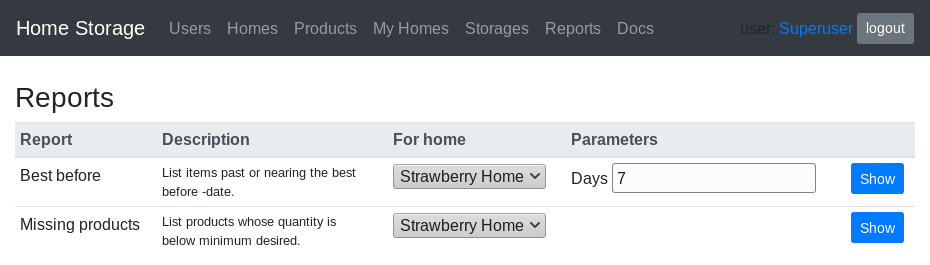 Home Storage Users Homes Products My Homes Storages Reports Docs user: Superuser logout
Reports
Report Description For home Parameters
Best before List items past or nearing the best before -date. Strawberry Home Days 7 Show
Missing products List products whose quantity is below minimum desired. Strawberry Home Show